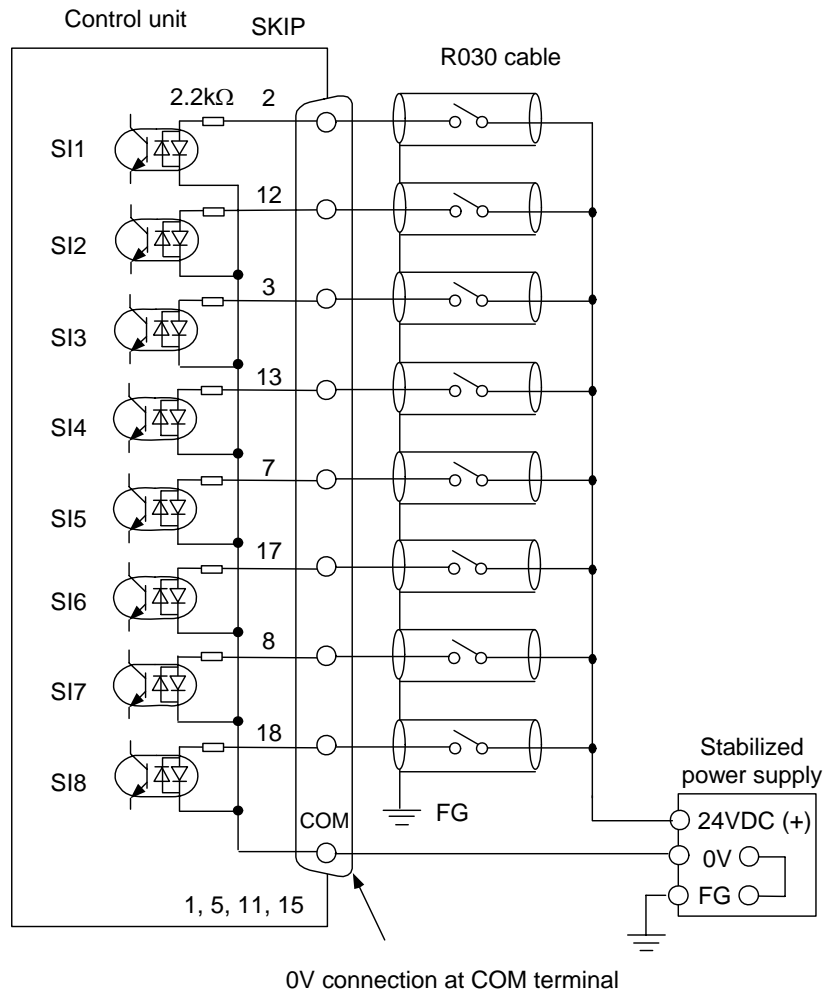 Control unit
SKIP
R030 cable
2.2kΩ
2
SI1
12
SI2
3
SI3
13
SI4
7
SI5
17
SI6
8
SI7
18
SI8
COM
FG
Stabilized
power supply
24VDC (+)
0V
FG
1, 5, 11, 15
0V connection at COM terminal